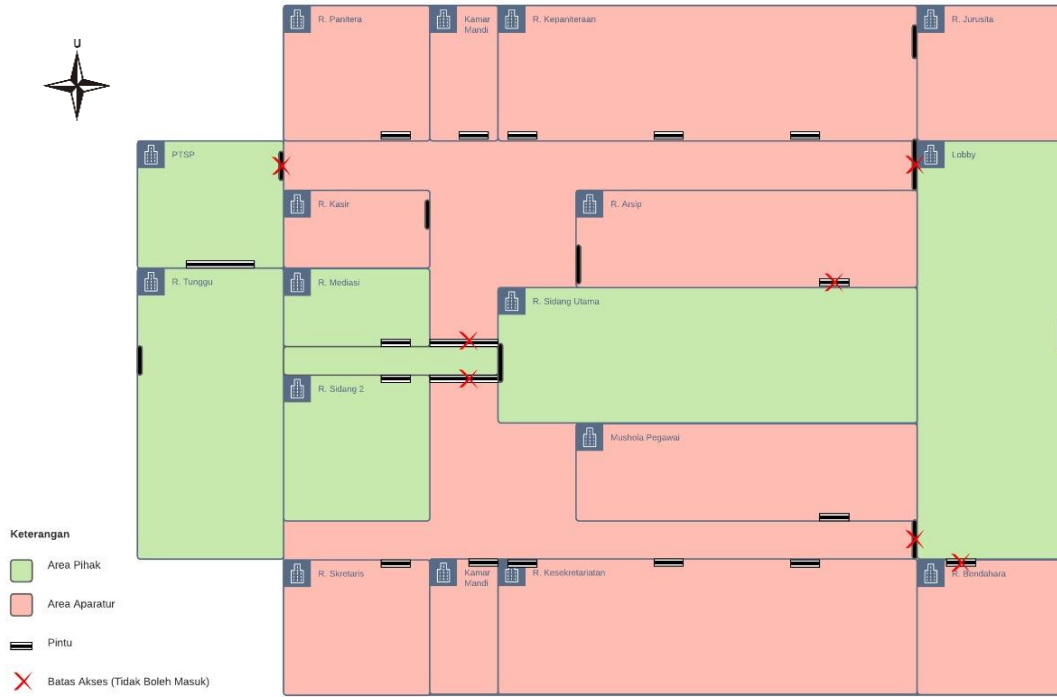 R. Panitera
Kamar
Mandi
R. Kepaniteraan
R. Jurusita
U
PTSP
Lobby
R. Kasir
R. Arsip
R. Tunggu
R. Mediasi
R. Sidang Utama
R. Sidang 2
Mushola Pegawai
Keterangan
Area Pihak
Area Aparatur
Pintu
Batas Akses (Tidak Boleh Masuk)
R. Skretaris
Kamar
Mandi
R. Kesekretariatan
R. Bendahara